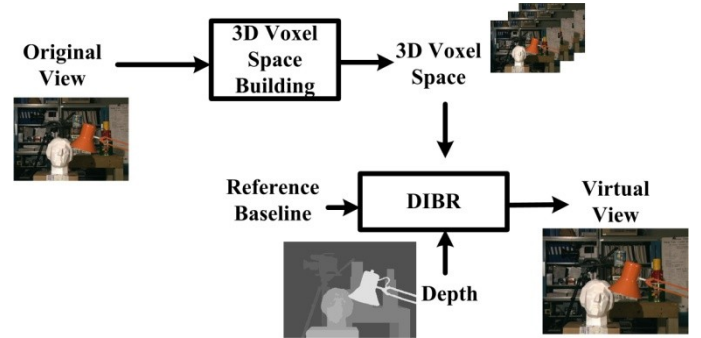 Original
View
3D Voxel
Space
Building
3D Voxel
Space
Reference
Baseline
DIBR
Virtual
View
Depth